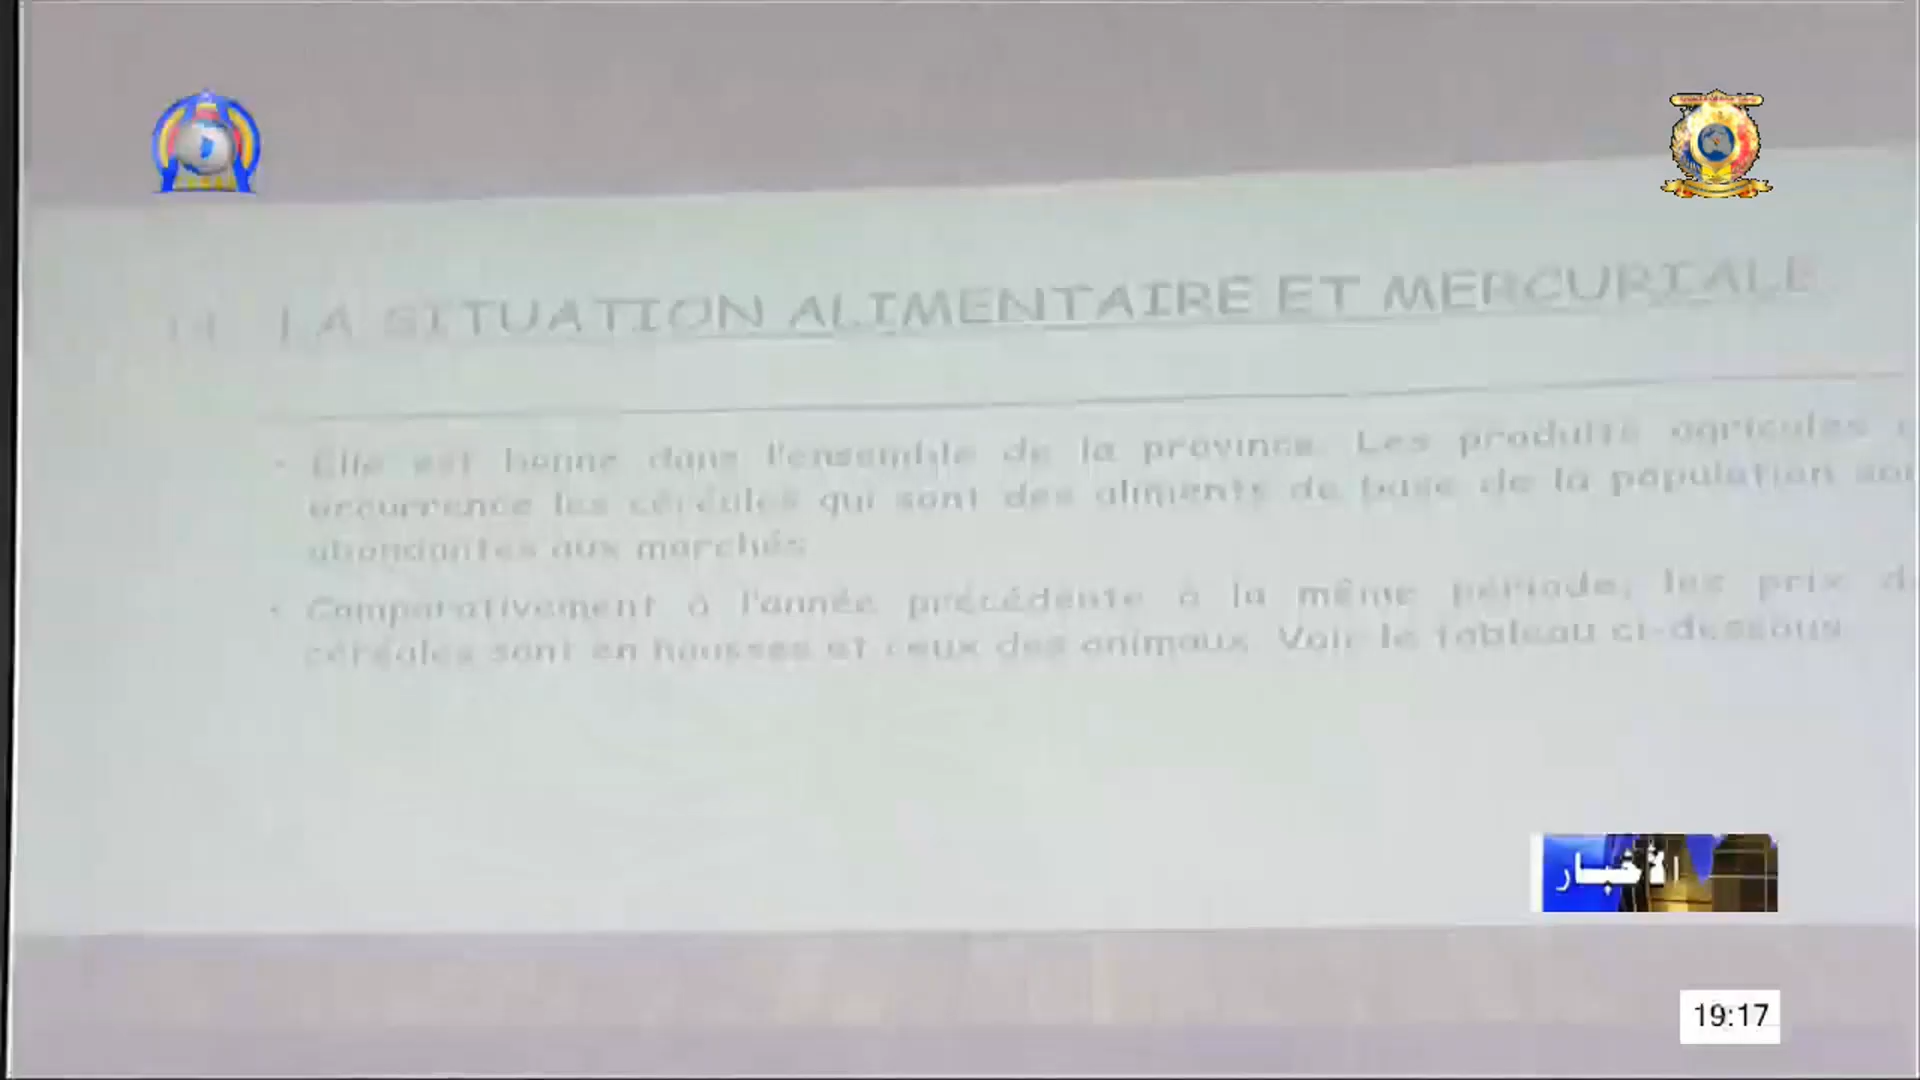 LA SITUATION ALIMENTAIRE ET MERCURIALE
• Elle est bonne dans l'ensemble de la province. Les produits agricoles
occurrence les céréales qui sont des aliments de base de la population
abondantes aux marchés
• Comparativement à l'année précédente à la même période, les prix
céréales sont en hausses et ceux des animaux. Voir le tableau ci-dessous
الأخبار
19:17